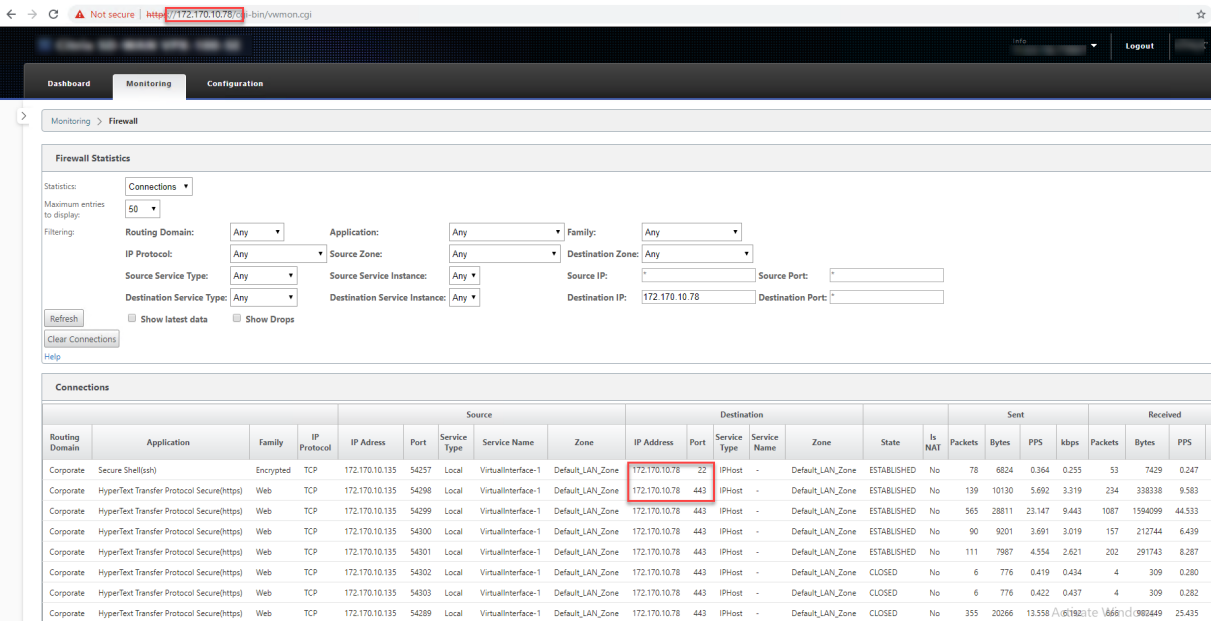 Not secure | https://172.170.10.78/cgi-bin/vwmon.cgi
Info
Logout
Dashboard Monitoring Configuration
Monitoring > Firewall
Firewall Statistics
Statistics: Connections
Maximum entries to display: 50
Filtering: Routing Domain: Any Application: Any Family: Any
IP Protocol: Any Source Zone: Any Destination Zone: Any
Source Service Type: Any Source Service Instance: Any Source IP: * Source Port: *
Destination Service Type: Any Destination Service Instance: Any Destination IP: 172.170.10.78 Destination Port: *
Refresh Show latest data Show Drops
Clear Connections
Help
Connections
Source Destination Sent Received
Routing Domain Application Family IP Protocol IP Adress Port Service Type Service Name Zone IP Address Port Service Type Service Name Zone State Is NAT Packets Bytes PPS kbps Packets Bytes PPS
Corporate Secure Shell(ssh) Encrypted TCP 172.170.10.135 54257 Local VirtualInterface-1 Default_LAN_Zone 172.170.10.78 22 IPHost - Default_LAN_Zone ESTABLISHED No 78 6824 0.364 0.255 53 7429 0.247
Corporate HyperText Transfer Protocol Secure(https) Web TCP 172.170.10.135 54298 Local VirtualInterface-1 Default_LAN_Zone 172.170.10.78 443 IPHost - Default_LAN_Zone ESTABLISHED No 139 10130 5.692 3.319 234 338338 9.583
Corporate HyperText Transfer Protocol Secure(https) Web TCP 172.170.10.135 54299 Local VirtualInterface-1 Default_LAN_Zone 172.170.10.78 443 IPHost - Default_LAN_Zone ESTABLISHED No 565 28811 23.147 9.443 1087 1594099 44.533
Corporate HyperText Transfer Protocol Secure(https) Web TCP 172.170.10.135 54300 Local VirtualInterface-1 Default_LAN_Zone 172.170.10.78 443 IPHost - Default_LAN_Zone ESTABLISHED No 90 9201 3.691 3.019 157 212744 6.439
Corporate HyperText Transfer Protocol Secure(https) Web TCP 172.170.10.135 54301 Local VirtualInterface-1 Default_LAN_Zone 172.170.10.78 443 IPHost - Default_LAN_Zone ESTABLISHED No 111 7987 4.554 2.621 202 291743 8.287
Corporate HyperText Transfer Protocol Secure(https) Web TCP 172.170.10.135 54302 Local VirtualInterface-1 Default_LAN_Zone 172.170.10.78 443 IPHost - Default_LAN_Zone CLOSED No 6 776 0.419 0.434 4 309 0.280
Corporate HyperText Transfer Protocol Secure(https) Web TCP 172.170.10.135 54303 Local VirtualInterface-1 Default_LAN_Zone 172.170.10.78 443 IPHost - Default_LAN_Zone CLOSED No 6 776 0.422 0.437 4 309 0.282
Corporate HyperText Transfer Protocol Secure(https) Web TCP 172.170.10.135 54289 Local VirtualInterface-1 Default_LAN_Zone 172.170.10.78 443 IPHost - Default_LAN_Zone CLOSED No 355 20266 13.558 25.435